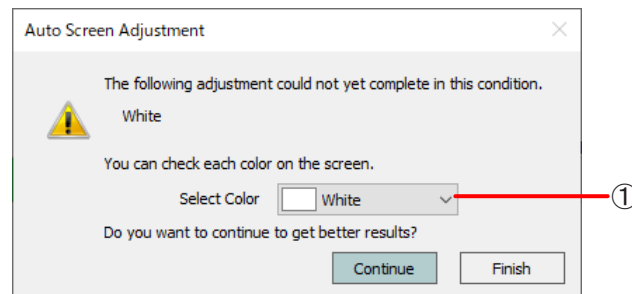 Auto Screen Adjustment
The following adjustment could not yet complete in this condition.
White
You can check each color on the screen.
Select Color White
①
Do you want to continue to get better results?
Continue Finish